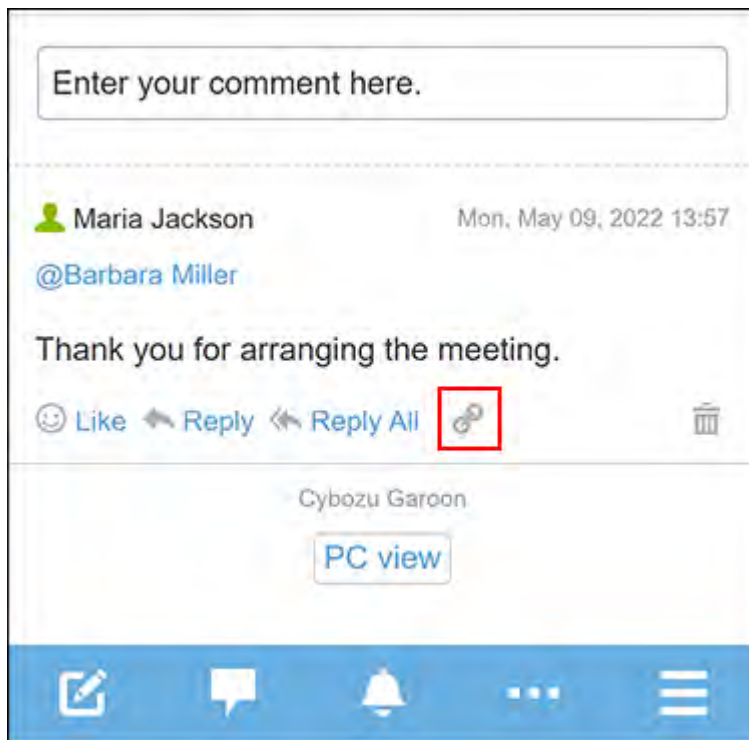 Enter your comment here.
Maria Jackson Mon, May 09, 2022 13:57
@Barbara Miller
Thank you for arranging the meeting.
Like Reply Reply All
Cybozu Garoon
PC view